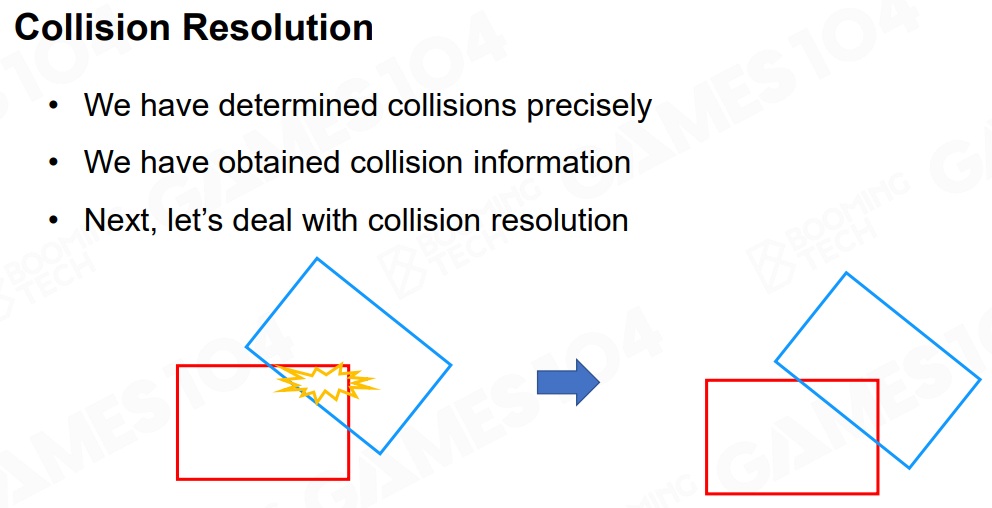 Collision Resolution
• We have determined collisions precisely
• We have obtained collision information
• Next, let's deal with collision resolution
GAMES104
BOOMING
TECH